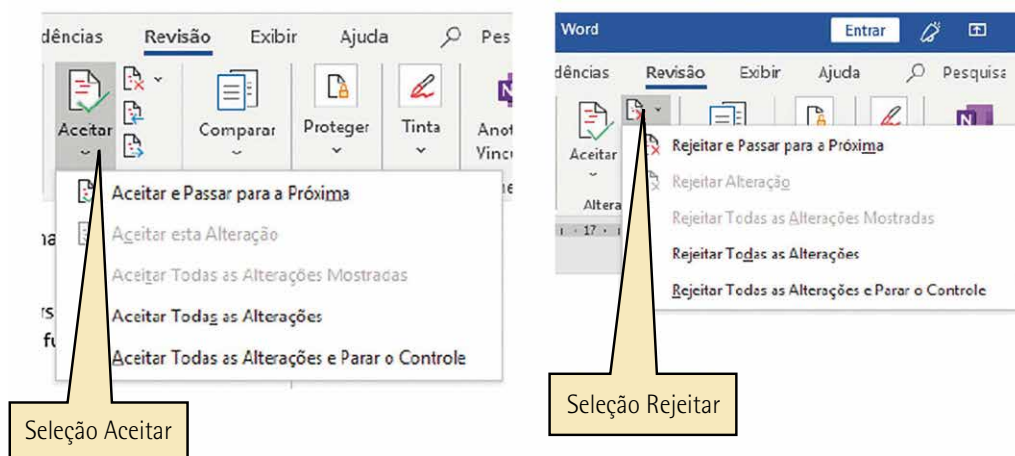 dências Revisão Exibir Ajuda Pes
Aceitar Comparar Proteger Tinta Anot
Vincu
Aceitar e Passar para a Próxima
Aceitar esta Alteração
Aceitar Todas as Alterações Mostradas
Aceitar Todas as Alterações
Aceitar Todas as Alterações e Parar o Controle
Seleção Aceitar
Word Entrar
dências Revisão Exibir Ajuda Pesquisa
Aceitar
Altera
Rejeitar e Passar para a Próxima
Rejeitar Alteração
Rejeitar Todas as Alterações Mostradas
Rejeitar Todas as Alterações
Rejeitar Todas as Alterações e Parar o Controle
17
Seleção Rejeitar